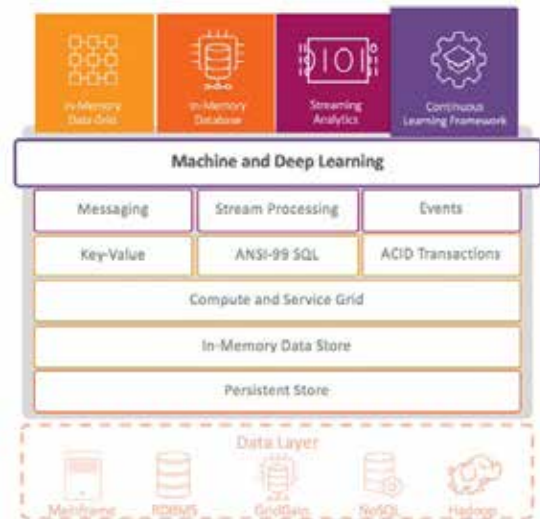 In-Memory
Data Grid
In-Memory
Database
Streaming
Analytics
Continuous
Learning Framework
Machine and Deep Learning
Messaging
Stream Processing
Events
Key-Value
ANSI-99 SQL
ACID Transactions
Compute and Service Grid
In-Memory Data Store
Persistent Store
Data Layer
Mainframe
RDBMS
GridGain
NoSQL
Hadoop